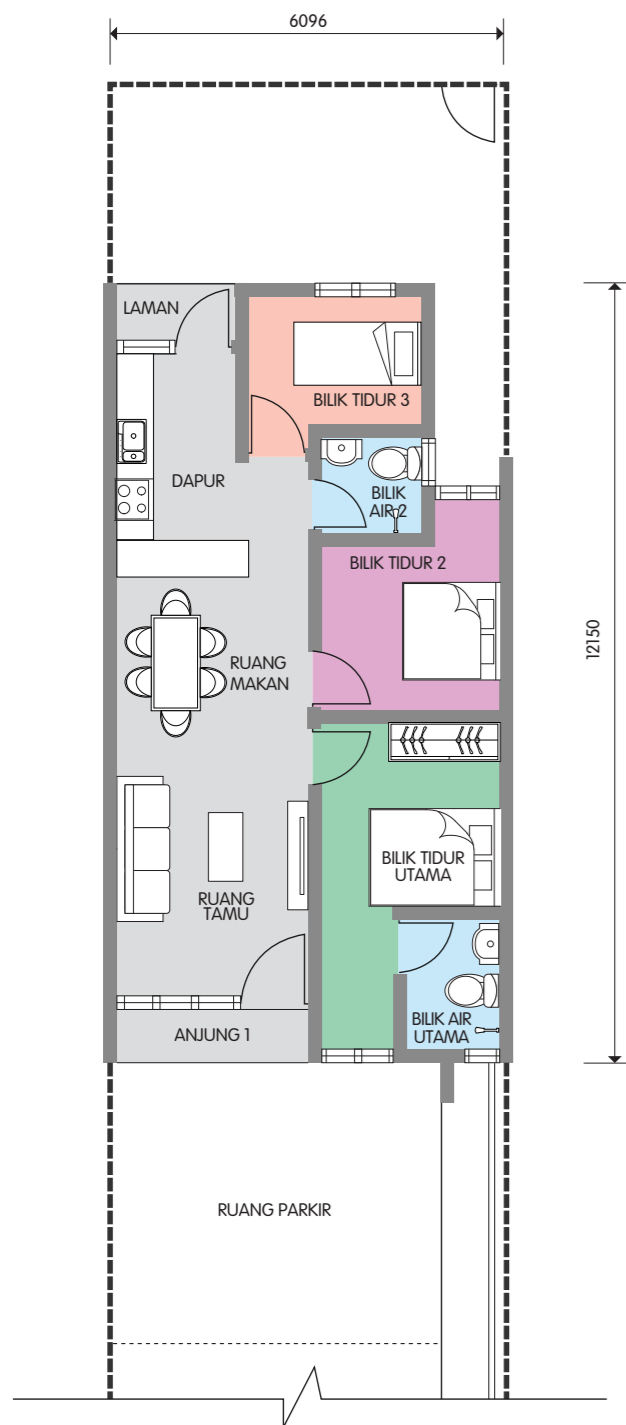 6096
LAMAN
BILIK TIDUR 3
DAPUR
BILIK
AIR 2
BILIK TIDUR 2
12150
RUANG
MAKAN
BILIK TIDUR
UTAMA
RUANG
TAMU
BILIK AIR
UTAMA
ANJUNG 1
RUANG PARKIR